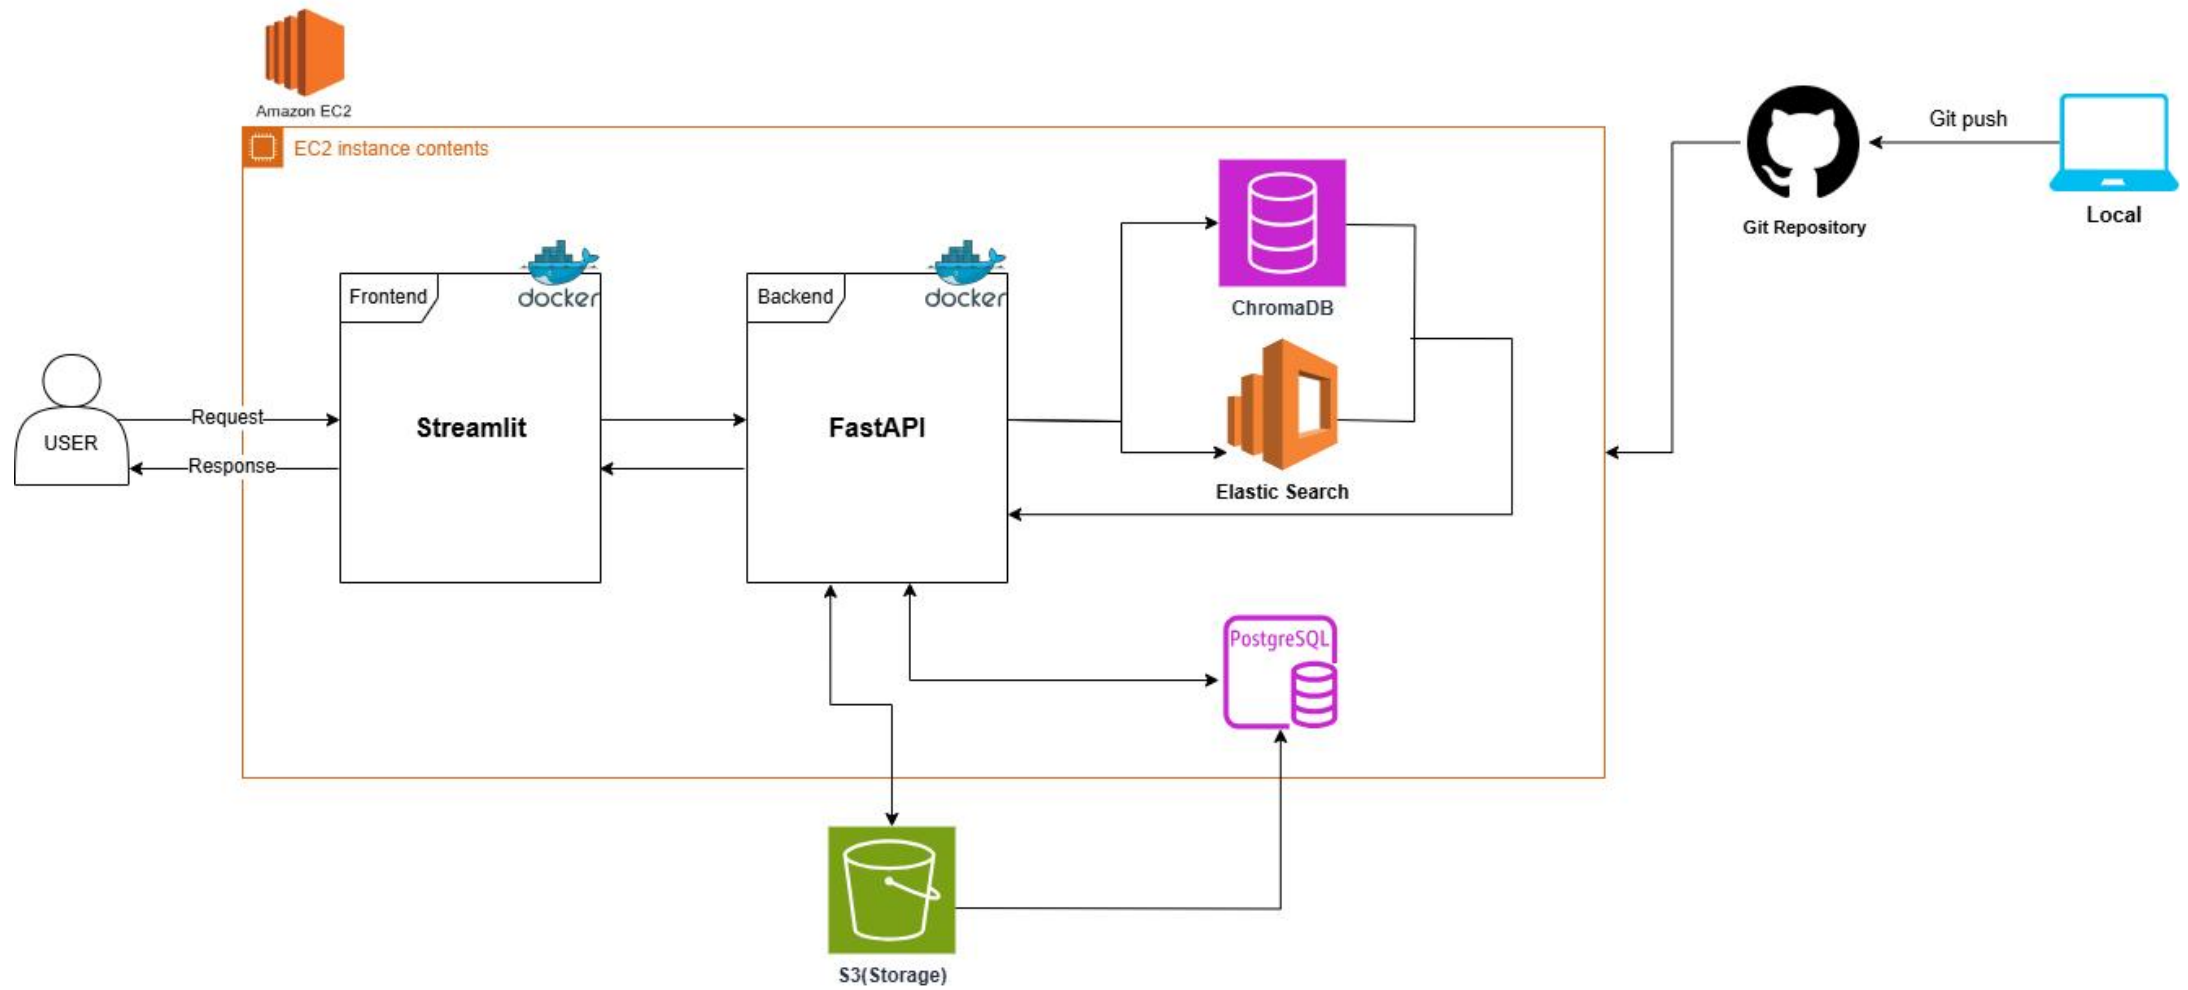 Amazon EC2
EC2 instance contents
Git push
Local
Git Repository
Frontend
docker
Backend
docker
ChromaDB
Request
USER
Response
Streamlit
FastAPI
Elastic Search
PostgreSQL
S3(Storage)